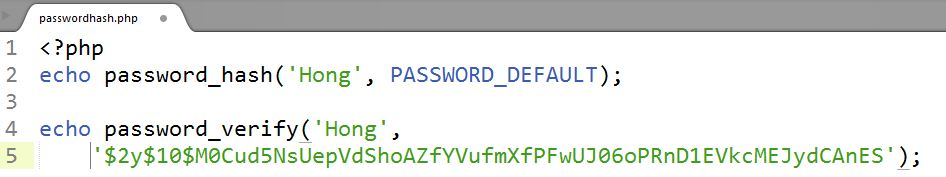 passwordhash.php
1 <?php
2 echo password_hash('Hong', PASSWORD_DEFAULT);
3
4 echo password_verify('Hong',
5 '$2y$10$M0Cud5NsUepVdShoAZfYVufmXfPFwUJ06oPRnD1EVkcMEJydCAnES');